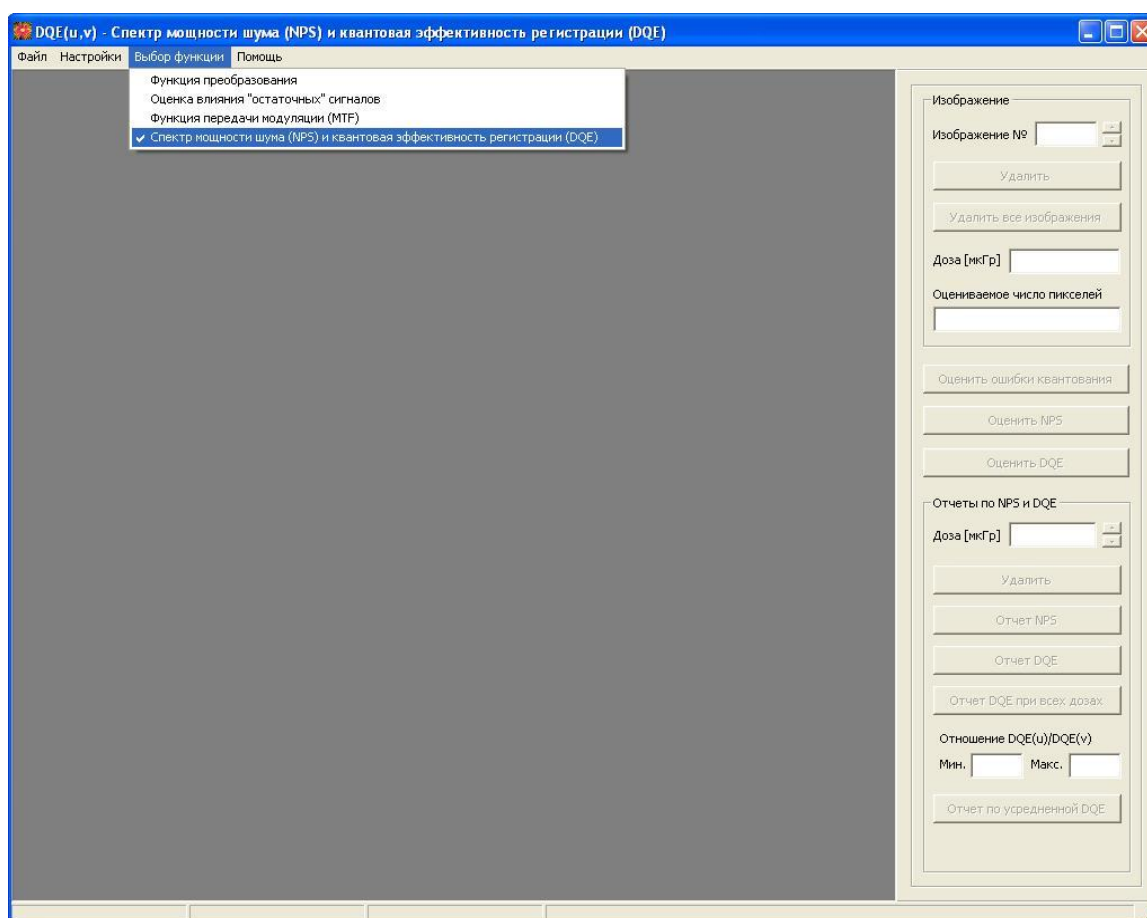 DQE(u,v) - Спектр мощности шума (NPS) и квантовая эффективность регистрации (DQE)
Файл Настройки Выбор функции Помощь
Функция преобразования
Оценка влияния "остаточных" сигналов
Функция передачи модуляции (MTF)
Спектр мощности шума (NPS) и квантовая эффективность регистрации (DQE)
Изображение
Изображение №
Удалить
Удалить все изображения
Доза [мкГр]
Оцениваемое число пикселей
Оценить ошибки квантования
Оценить NPS
Оценить DQE
Отчеты по NPS и DQE
Доза [мкГр]
Удалить
Отчет NPS
Отчет DQE
Отчет DQE при всех дозах
Отношение DQE(u)/DQE(v)
Мин. Макс.
Отчет по усредненной DQE